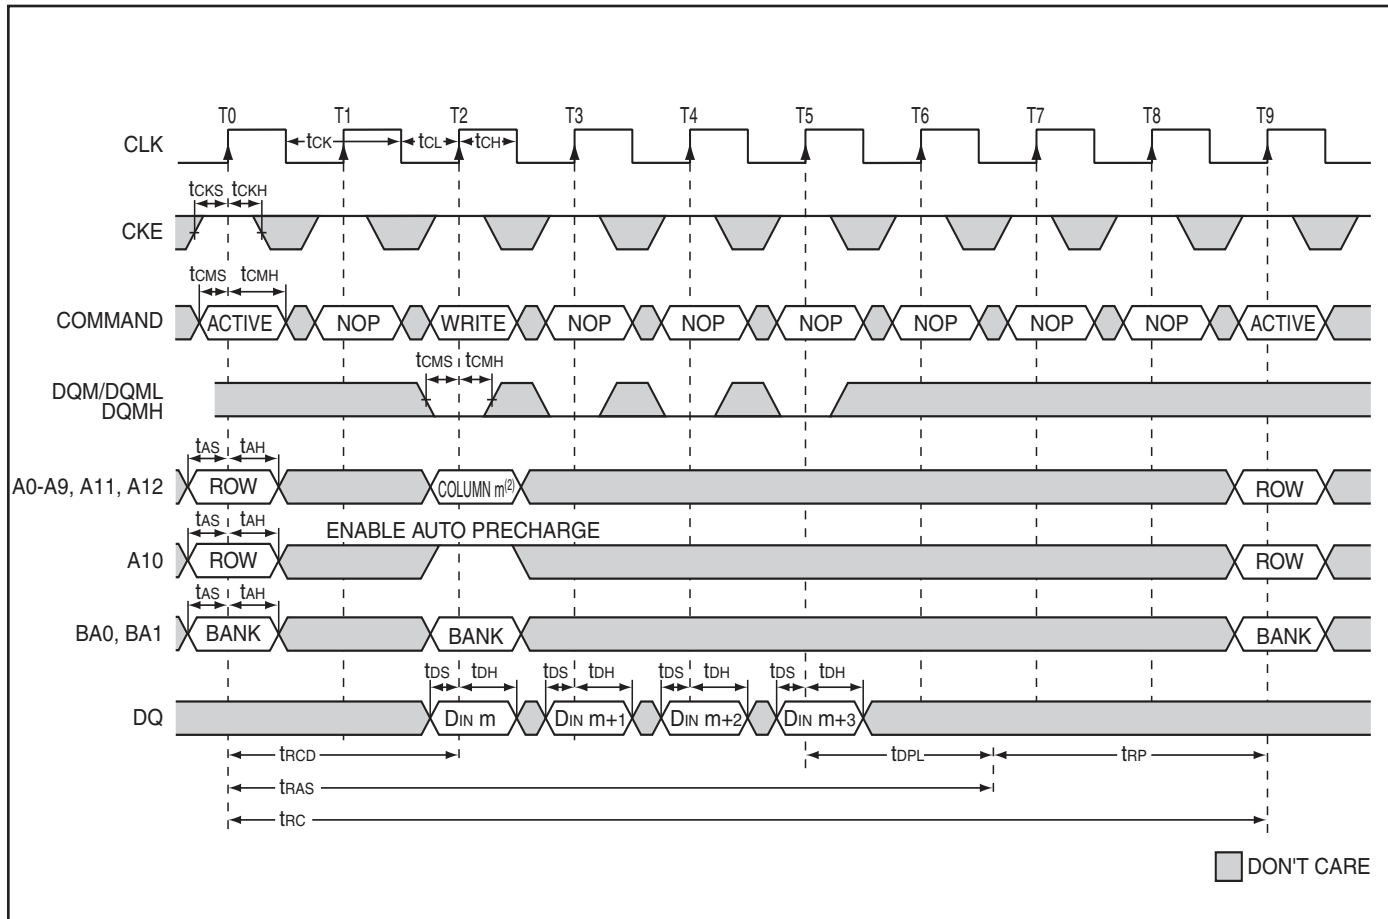 T0 T1 T2 T3 T4 T5 T6 T7 T8 T9
CLK tCK tCL tCH
tCKS tCKH
CKE
tCMS tCMH
COMMAND ACTIVE NOP WRITE NOP NOP NOP NOP NOP NOP ACTIVE
tCMS tCMH
DQM/DQML
DQMH
tAS tAH
A0-A9, A11, A12 ROW COLUMN m(2) ROW
tAS tAH ENABLE AUTO PRECHARGE
A10 ROW ROW
tAS tAH
BA0, BA1 BANK BANK BANK
tDS tDH tDS tDH tDS tDH tDS tDH
DQ DIN m DIN m+1 DIN m+2 DIN m+3
tRCD tDPL tRP
tRAS
tRC
DON'T CARE